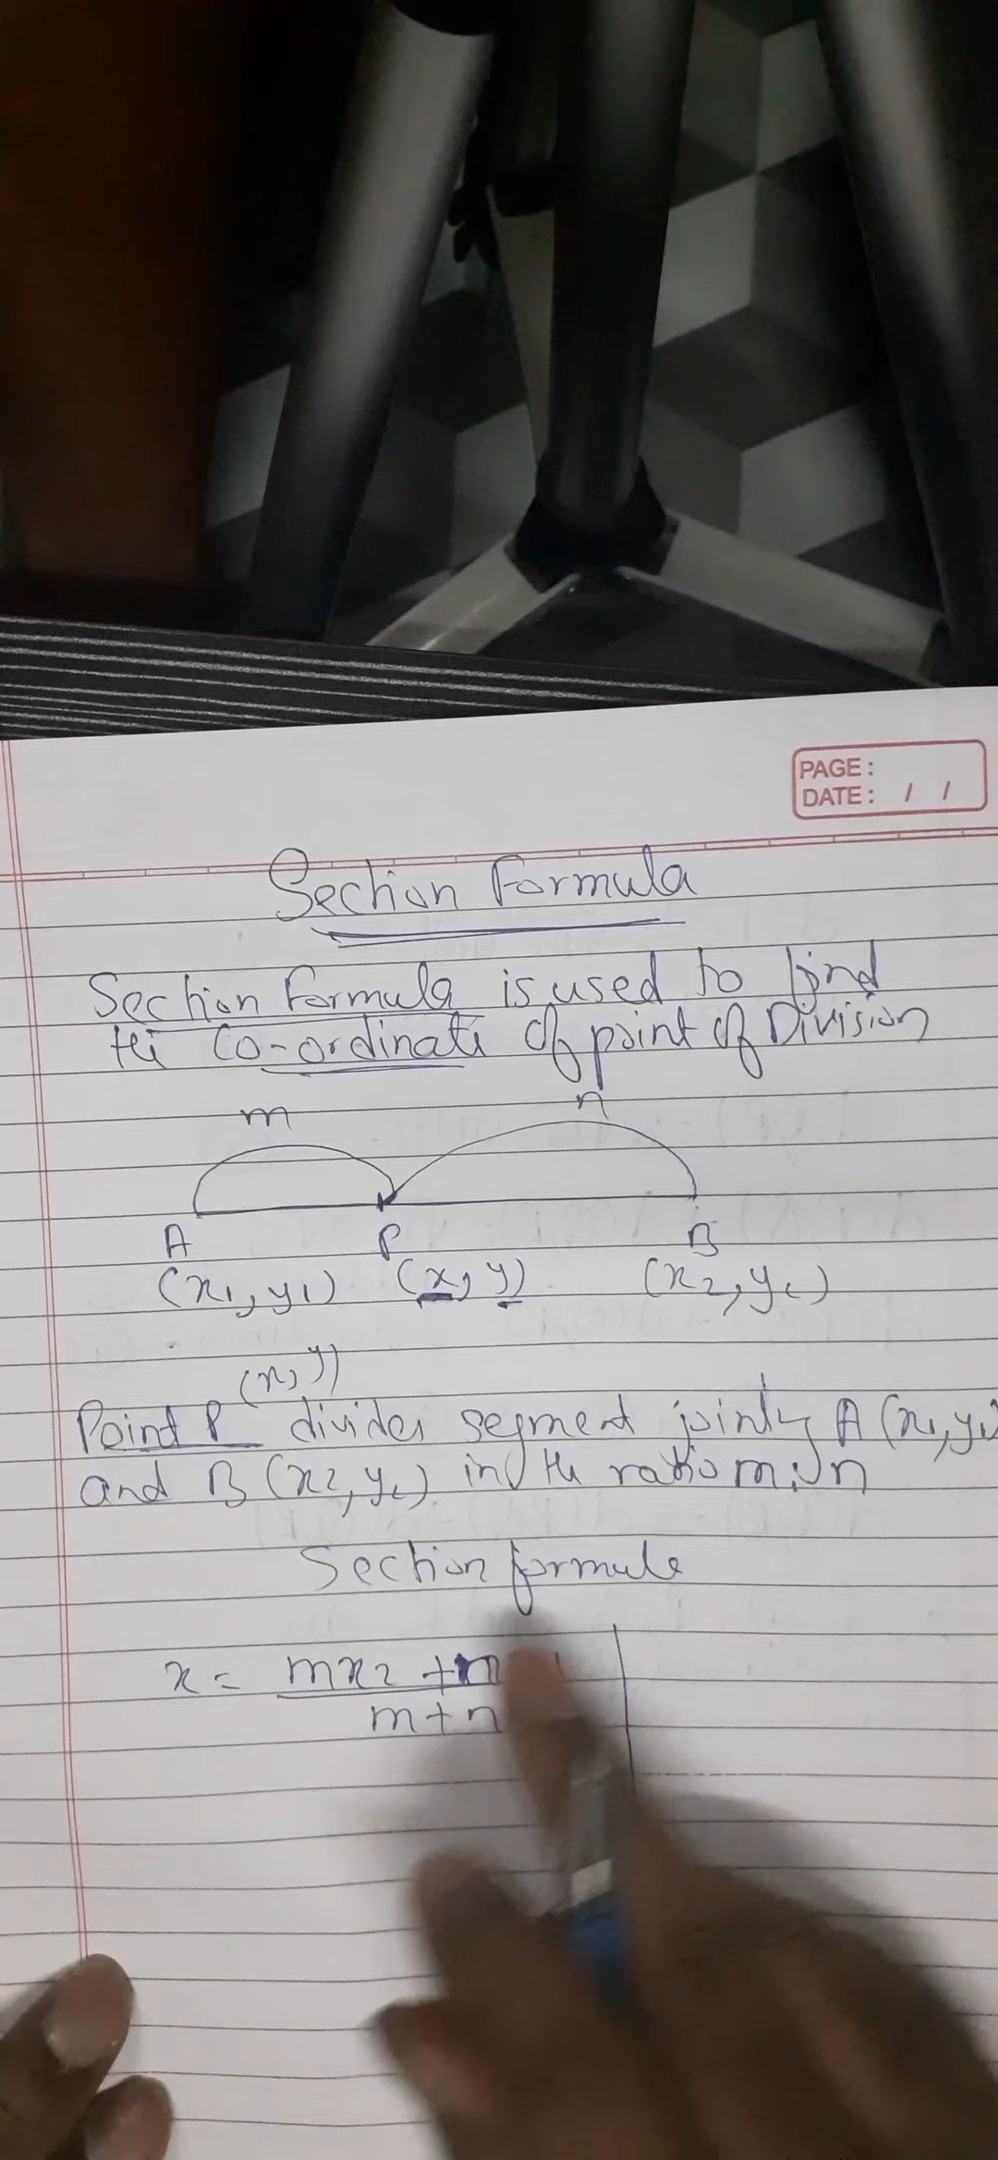 PAGE:
DATE: / /
Section Formula
Section Formula is used to find
the Co-ordinate of point of Division
m n
A P B
(x1, y1) (x, y) (x2, y2)
(x, y)
Point P divides segment joining A (x1, y1)
and B (x2, y2) in the ratio m:n
Section formula
x = mx2 + n
m+n